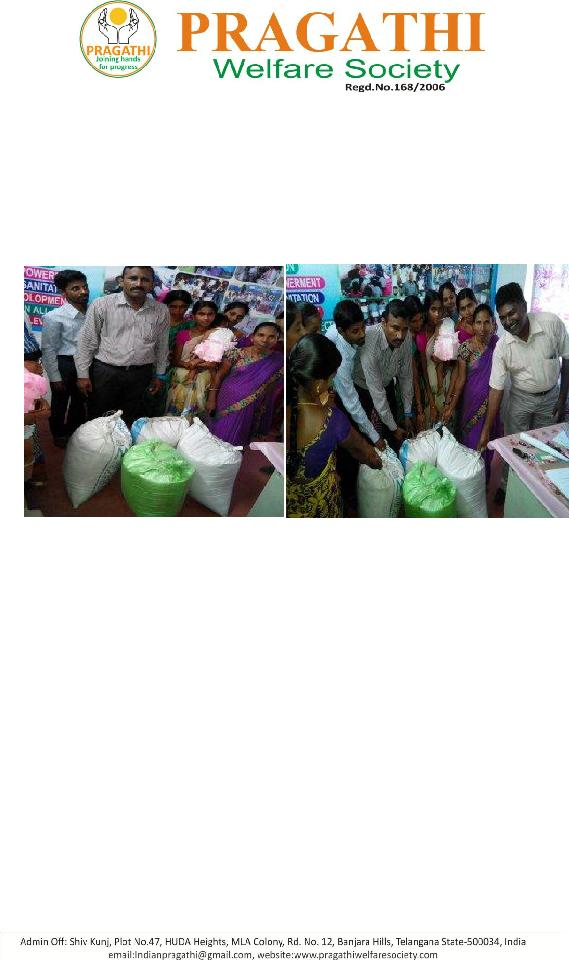 PRAGATHI
Joining hands
for progress
PRAGATHI
Welfare Society
Regd.No.168/2006
POWER
SANITA
DLOPMEN
N ALL
LEV
ERMENT
ITATION
Admin Off: Shiv Kunj, Plot No.47, HUDA Heights, MLA Colony, Rd. No. 12, Banjara Hills, Telangana State-500034, India
email:Indianpragathi@gmail.com, website:www.pragathiwelfaresociety.com